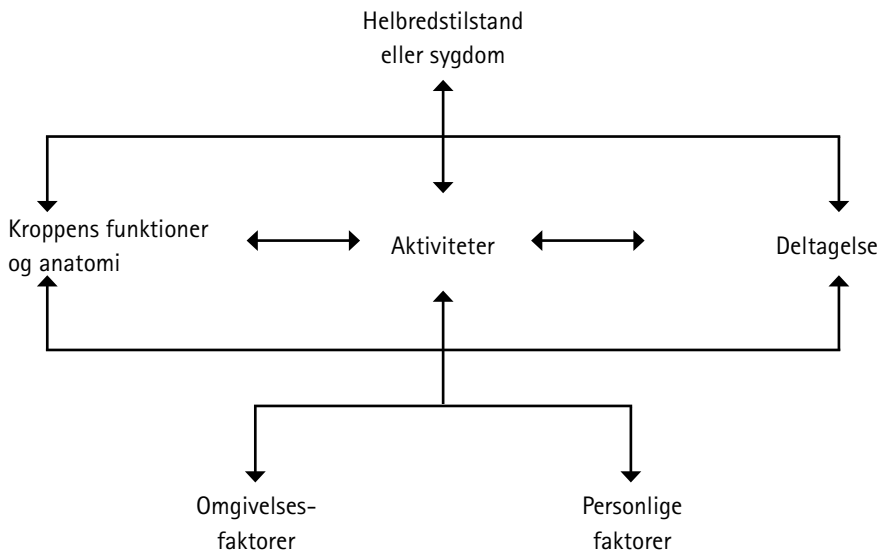 Helbredstilstand
eller sygdom
Kroppens funktioner
og anatomi
Aktiviteter
Deltagelse
Omgivelses-
faktorer
Personlige
faktorer